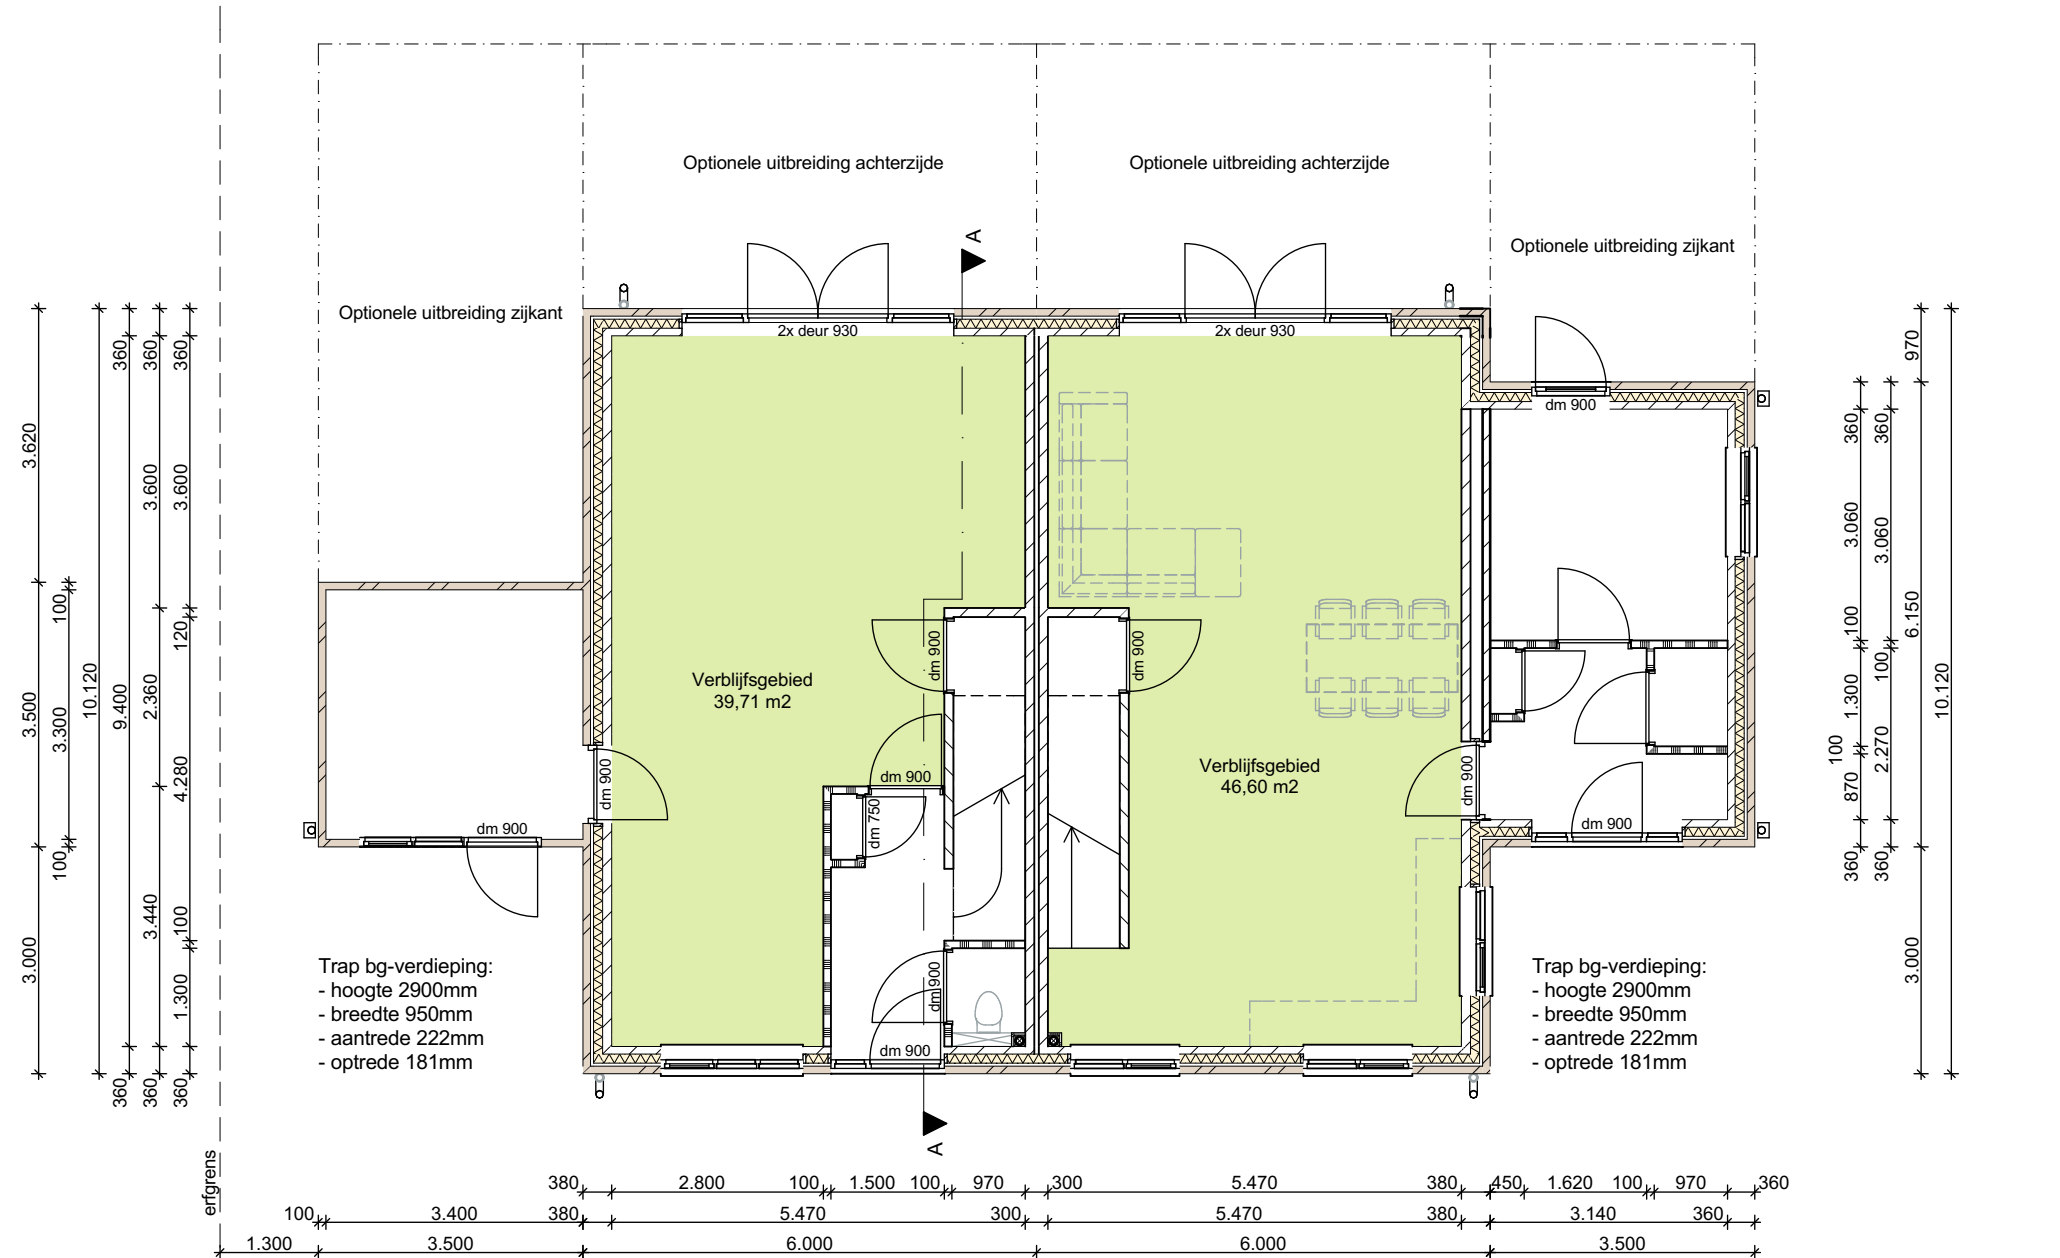 Optionele uitbreiding achterzijde
Optionele uitbreiding achterzijde
A
Optionele uitbreiding zijkant
Optionele uitbreiding zijkant
2x deur 930
2x deur 930
dm 900
360
360
360
970
3.620
3.600
3.600
360
360
3.060
3.060
100
120
100
100
6.150
dm 900
dm 900
Verblijfsgebied
39,71 m2
10.120
9.400
2.360
3.500
3.300
1.300
10.120
4.280
dm 900
dm 900
dm 900
Verblijfsgebied
46,60 m2
100
2.270
870
dm 900
dm 750
dm 900
100
360
360
3.440
100
3.000
1.300
3.000
Trap bg-verdieping:
- hoogte 2900mm
- breedte 950mm
- aantrede 222mm
- optrede 181mm
dm 900
dm 900
Trap bg-verdieping:
- hoogte 2900mm
- breedte 950mm
- aantrede 222mm
- optrede 181mm
360
360
360
A
erfgrens
380
2.800
100
1.500
100
970
300
5.470
380
450
1.620
100
970
360
100
3.400
380
5.470
300
5.470
380
3.140
360
1.300
3.500
6.000
6.000
3.500